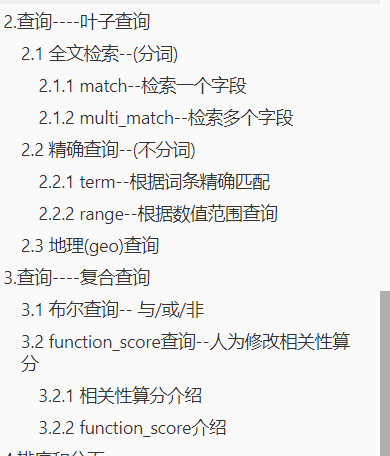 2.查询----叶子查询
2.1 全文检索--(分词)
2.1.1 match--检索一个字段
2.1.2 multi_match--检索多个字段
2.2 精确查询--(不分词)
2.2.1 term--根据词条精确匹配
2.2.2 range--根据数值范围查询
2.3 地理(geo)查询
3.查询----复合查询
3.1 布尔查询-- 与/或/非
3.2 function_score查询--人为修改相关性算
分
3.2.1 相关性算分介绍
3.2.2 function_score介绍
4.排序和分页